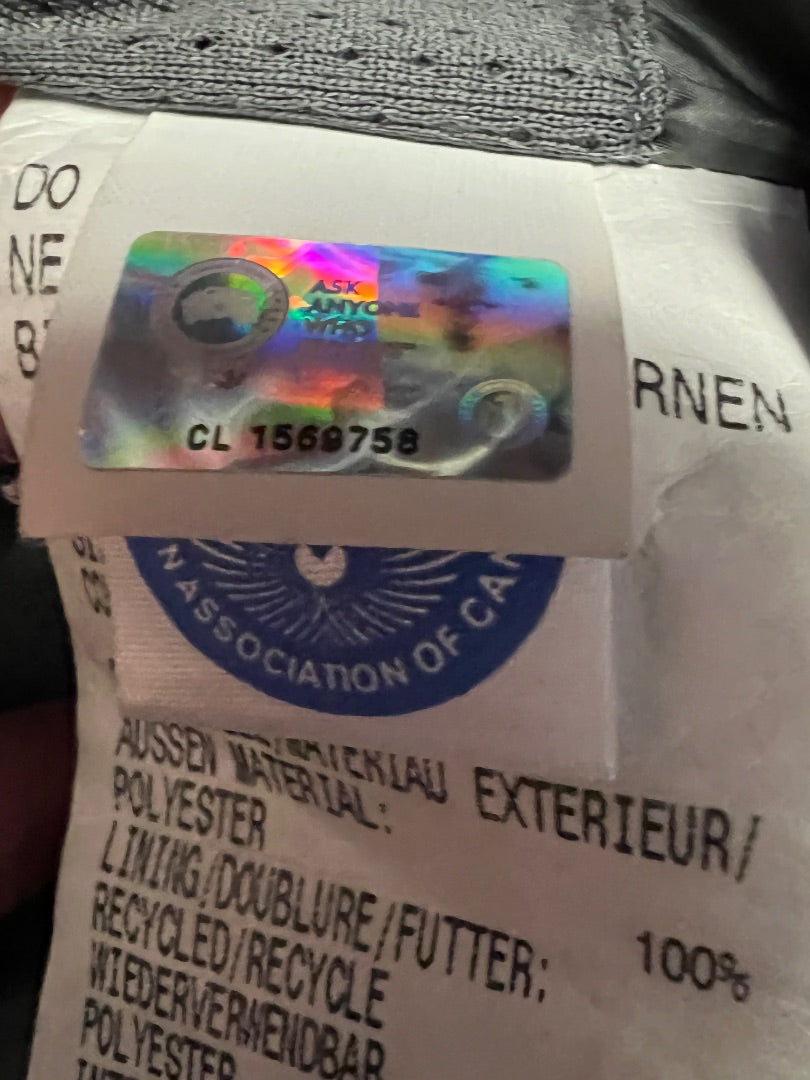 DO
NE
ASK
ANYONE
WHO
RNEN
CL 1569758
N ASSOCIATION OF CA
EXTERIEUR/
AUSSEN MATERIAL:
POLYESTER
LINING/DOUBLURE/FUTTER:
100%
RECYCLED/RECYCLE
WIEDERVERWENDBAR
POLYESTER